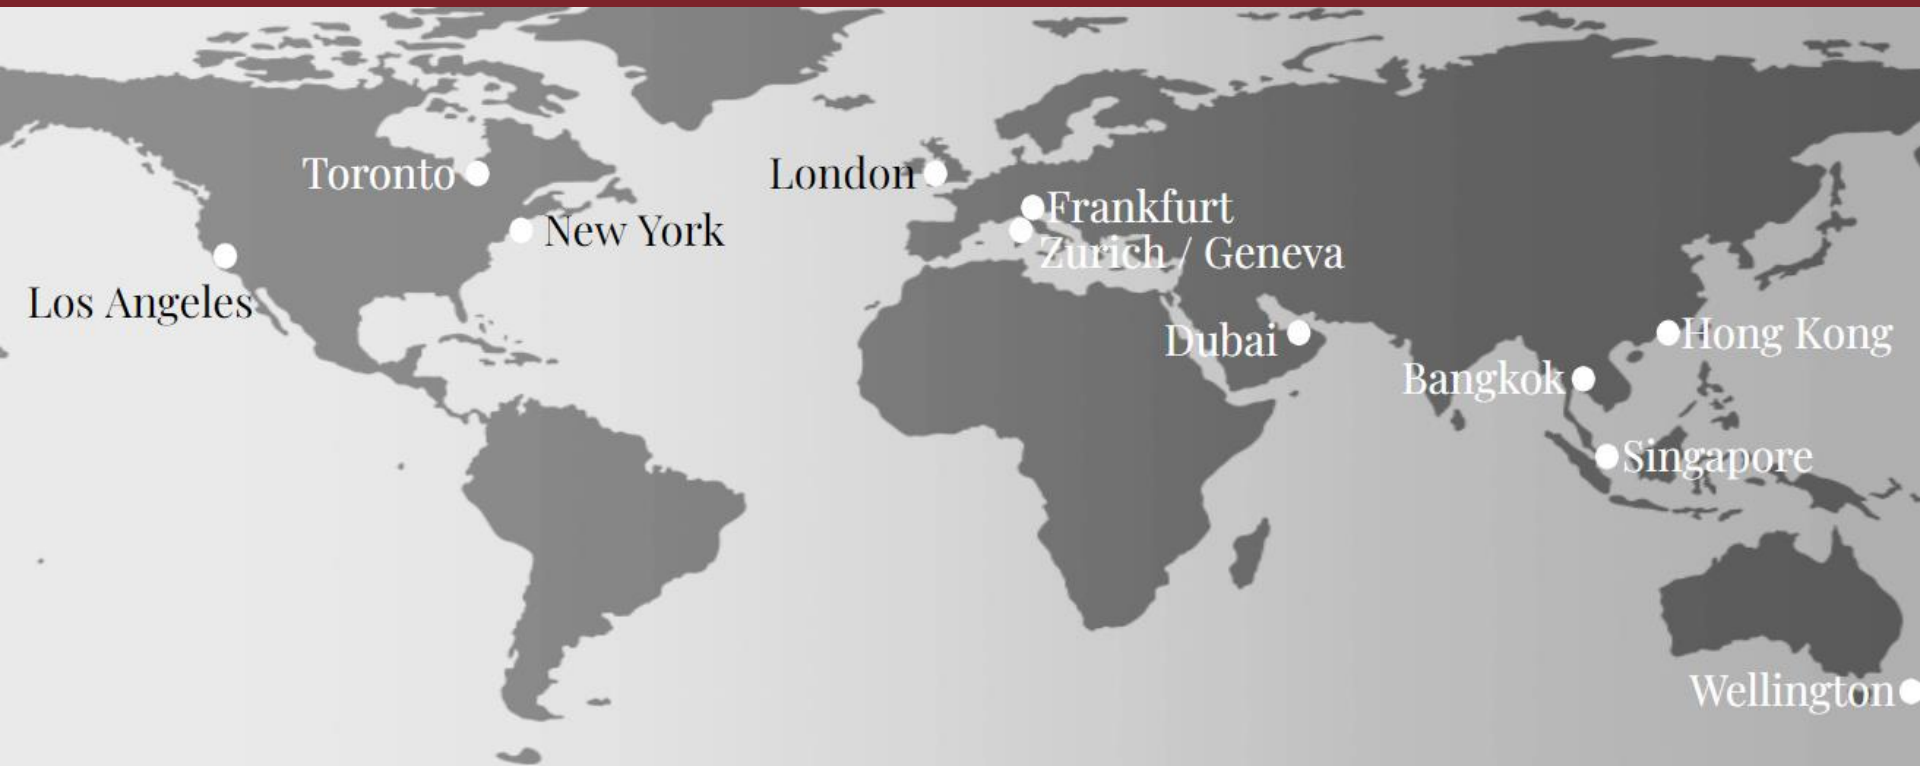 Toronto
London
Frankfurt
New York
Zurich / Geneva
Los Angeles
Dubai
Hong Kong
Bangkok
Singapore
Wellington